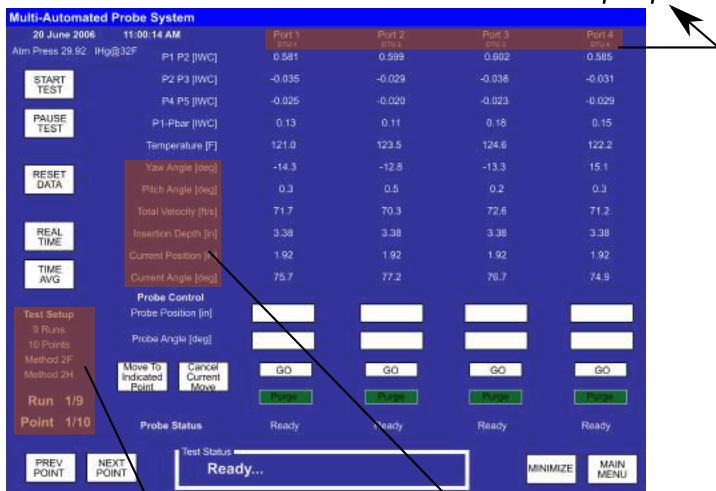 Multi-Automated Probe System
20 June 2006 11:00:14 AM Port 1 Port 2 Port 3 Port 4
DTU 1 DTU 2 DTU 3 DTU 4
Atm Press 29.92 IHg@32F
P1 P2 [IWC] 0.581 0.599 0.602 0.585
START TEST
P2 P3 [IWC] -0.035 -0.029 -0.038 -0.031
P4 P5 [IWC] -0.025 -0.020 -0.023 -0.029
PAUSE TEST
P1-Pbar [IWC] 0.13 0.11 0.18 0.15
Temperature [F] 121.0 123.5 124.6 122.2
RESET DATA
Yaw Angle [deg] -14.3 -12.8 -13.3 15.1
Pitch Angle [deg] 0.3 0.5 0.2 0.3
Total Velocity [ft/s] 71.7 70.3 72.6 71.2
REAL TIME
Insertion Depth [in] 3.38 3.38 3.38 3.38
Current Position [in] 1.92 1.92 1.92 1.92
TIME AVG
Current Angle [deg] 75.7 77.2 76.7 74.9
Probe Control
Test Setup
Probe Position [in]
9 Runs
10 Points
Probe Angle [deg]
Method 2F
Method 2H
Move To Indicated Point
Cancel Current Move
GO GO GO GO
Purge Purge Purge Purge
Run 1/9
Point 1/10
Probe Status Ready Ready Ready Ready
Test Status
Ready...
PREV POINT
NEXT POINT
MINIMIZE
MAIN MENU